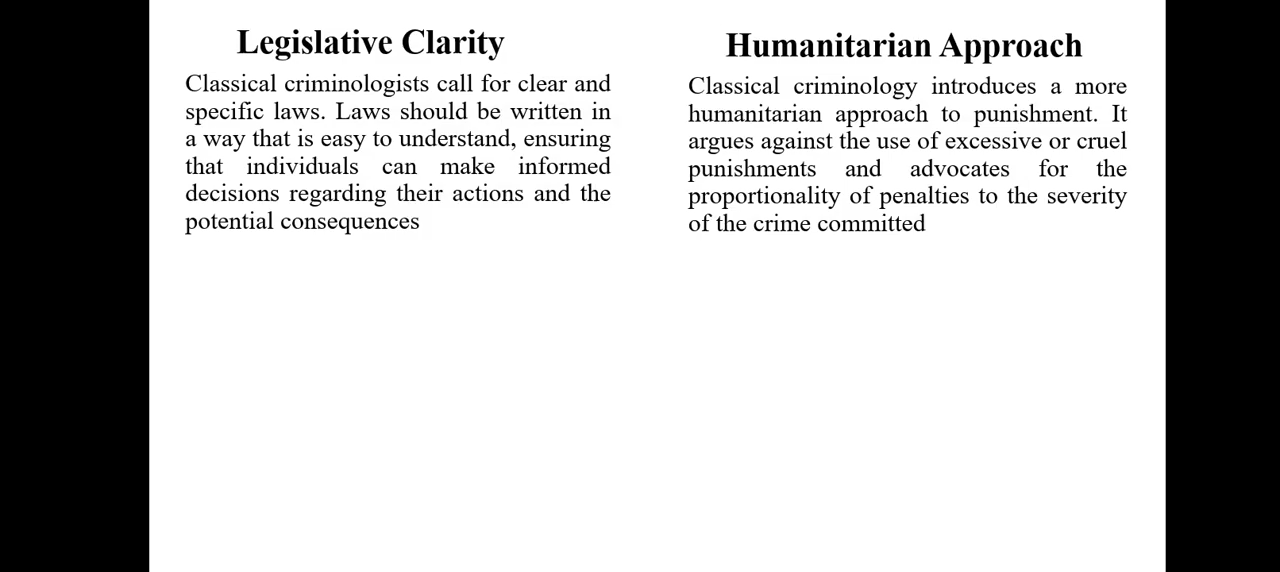 Legislative Clarity
Classical criminologists call for clear and
specific laws. Laws should be written in
a way that is easy to understand, ensuring
that individuals can make informed
decisions regarding their actions and the
potential consequences
Humanitarian Approach
Classical criminology introduces a more
humanitarian approach to punishment. It
argues against the use of excessive or cruel
punishments and advocates for the
proportionality of penalties to the severity
of the crime committed